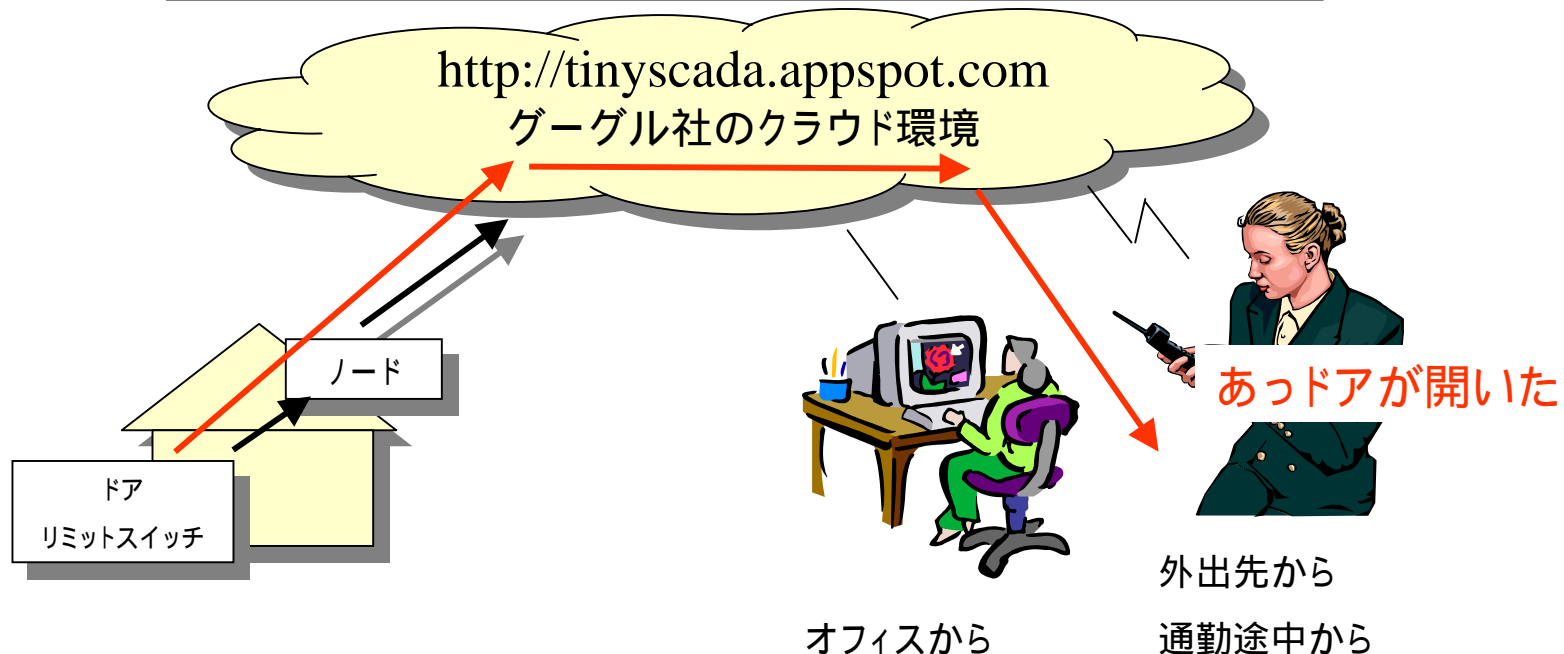 http://tinyscada.appspot.com
グーグル社のクラウド環境
ノード
ドア
リミットスイッチ
あっドアが開いた
オフィスから
外出先から
通勤途中から